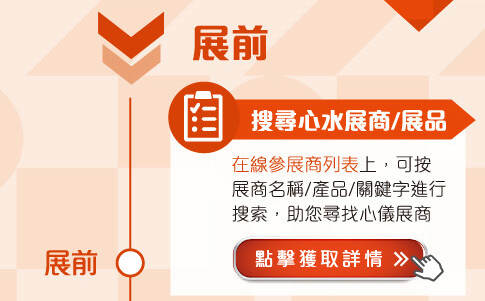 展前
搜尋心水展商/展品
在線參展商列表上，可按
展商名稱/產品/關鍵字進行
搜索，助您尋找心儀展商
點擊獲取詳情 »
展前